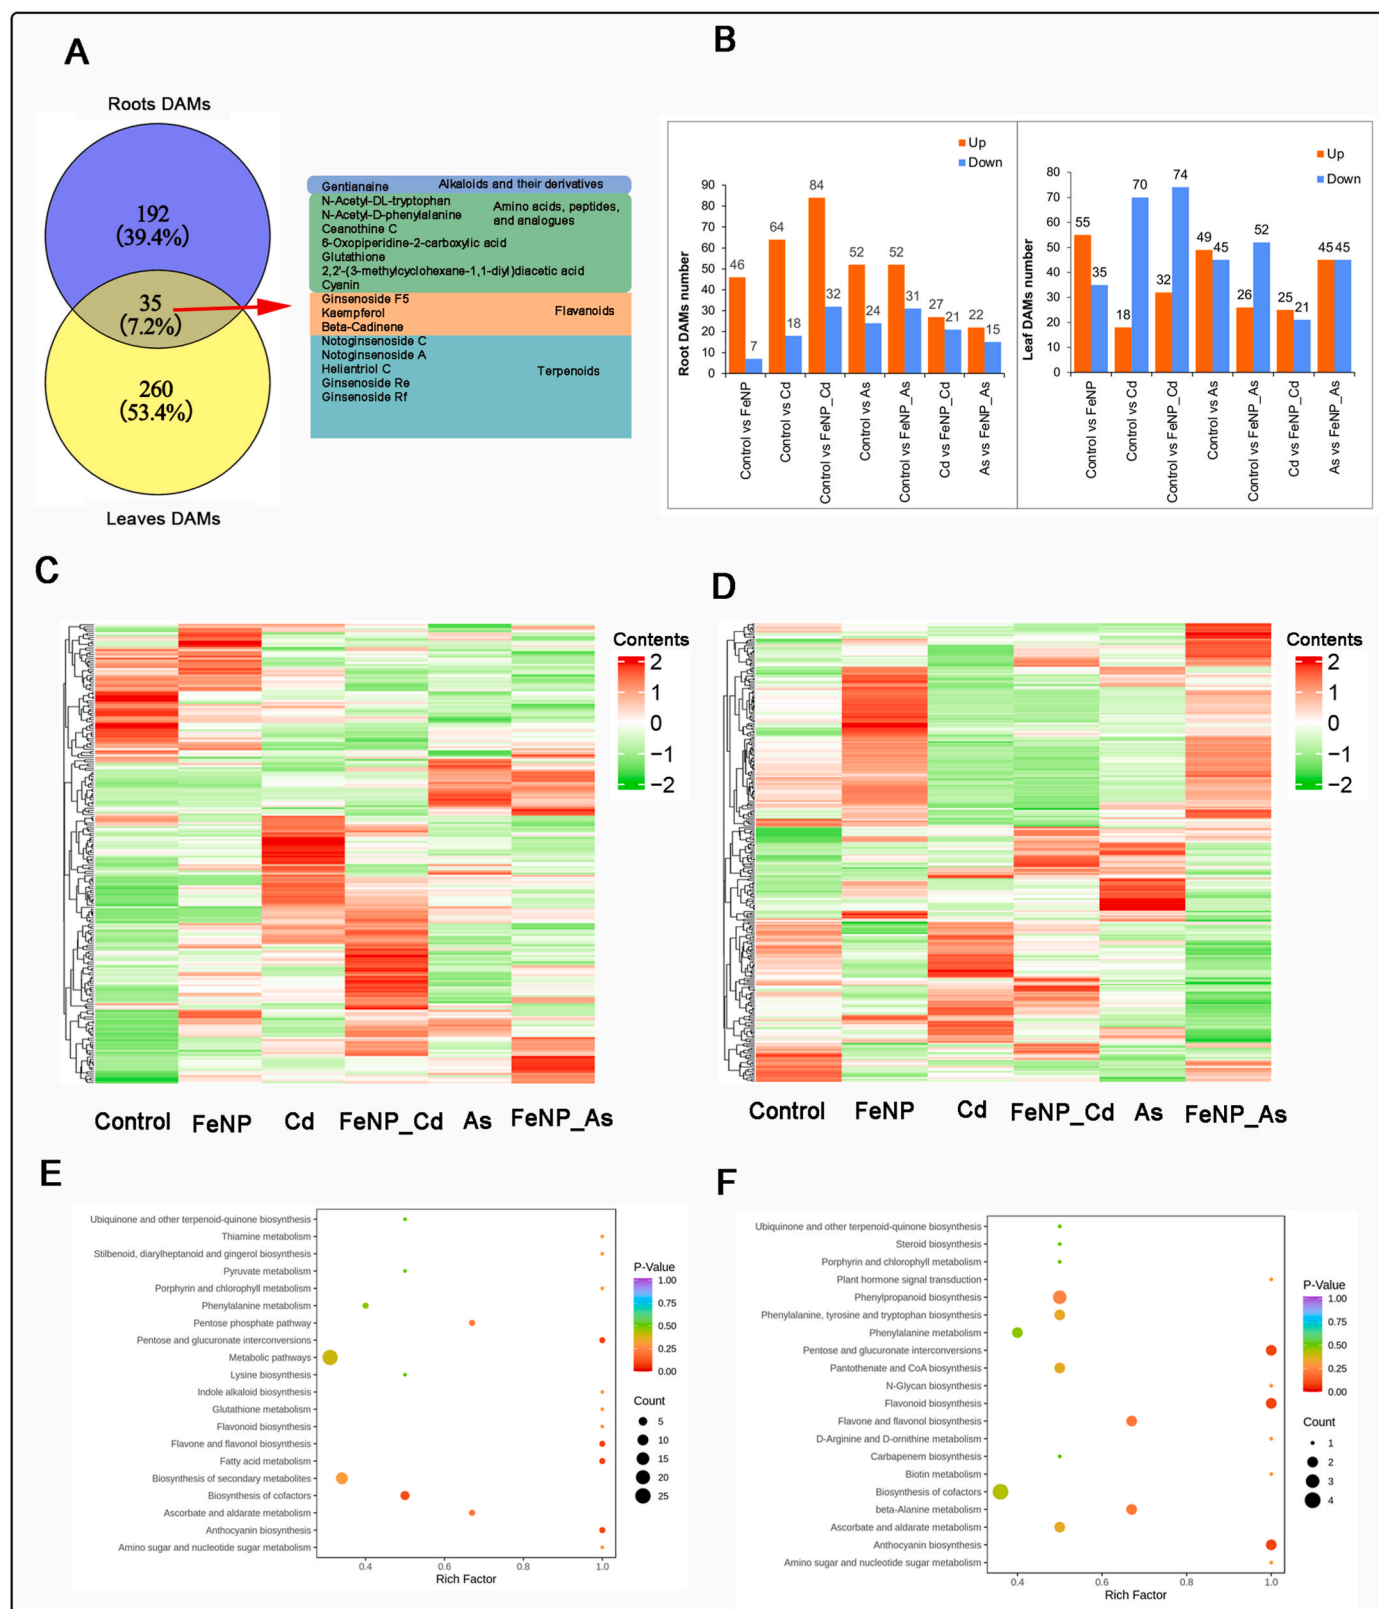 A
Roots DAMs
192
(39.4%)
35
(7.2%)
260
(53.4%)
Leaves DAMs
Gentianaine
Alkaloids and their derivatives
N-Acetyl-DL-tryptophan
N-Acetyl-D-phenylalanine
Ceanothine C
6-Oxopiperidine-2-carboxylic acid
Glutathione
2,2'-(3-methylcyclohexane-1,1-diyl)diacetic acid
Cyanin
Amino acids, peptides,
and analogues
Ginsenoside F5
Kaempferol
Beta-Cadinene
Flavanoids
Notoginsenoside C
Notoginsenoside A
Heliantriol C
Ginsenoside Re
Ginsenoside Rf
Terpenoids
B
Up
Down
Root DAMs number
90
80
70
60
50
40
30
20
10
0
46
7
64
18
84
32
52
24
52
31
27
21
22
15
Control vs FeNP
Control vs Cd
Control vs FeNP_Cd
Control vs As
Control vs FeNP_As
Cd vs FeNP_Cd
As vs FeNP_As
Up
Down
Leaf DAMs number
80
70
60
50
40
30
20
10
0
55
35
18
70
32
74
49
45
26
52
25
21
45
45
Control vs FeNP
Control vs Cd
Control vs FeNP_Cd
Control vs As
Control vs FeNP_As
Cd vs FeNP_Cd
As vs FeNP_As
C
Contents
2
1
0
−1
−2
Control
FeNP
Cd
FeNP_Cd
As
FeNP_As
D
Contents
2
1
0
−1
−2
Control
FeNP
Cd
FeNP_Cd
As
FeNP_As
E
Ubiquinone and other terpenoid-quinone biosynthesis
Thiamine metabolism
Stilbenoid, diarylheptanoid and gingerol biosynthesis
Pyruvate metabolism
Porphyrin and chlorophyll metabolism
Phenylalanine metabolism
Pentose phosphate pathway
Pentose and glucuronate interconversions
Metabolic pathways
Lysine biosynthesis
Indole alkaloid biosynthesis
Glutathione metabolism
Flavonoid biosynthesis
Flavone and flavonol biosynthesis
Fatty acid metabolism
Biosynthesis of secondary metabolites
Biosynthesis of cofactors
Ascorbate and aldarate metabolism
Anthocyanin biosynthesis
Amino sugar and nucleotide sugar metabolism
0.4
0.6
0.8
1.0
Rich Factor
P-Value
1.00
0.75
0.50
0.25
0.00
Count
5
10
15
20
25
F
Ubiquinone and other terpenoid-quinone biosynthesis
Steroid biosynthesis
Porphyrin and chlorophyll metabolism
Plant hormone signal transduction
Phenylpropanoid biosynthesis
Phenylalanine, tyrosine and tryptophan biosynthesis
Phenylalanine metabolism
Pentose and glucuronate interconversions
Pantothenate and CoA biosynthesis
N-Glycan biosynthesis
Flavonoid biosynthesis
Flavone and flavonol biosynthesis
D-Arginine and D-ornithine metabolism
Carbapenem biosynthesis
Biotin metabolism
Biosynthesis of cofactors
beta-Alanine metabolism
Ascorbate and aldarate metabolism
Anthocyanin biosynthesis
Amino sugar and nucleotide sugar metabolism
0.4
0.6
0.8
1.0
Rich Factor
P-Value
1.00
0.75
0.50
0.25
0.00
Count
1
2
3
4